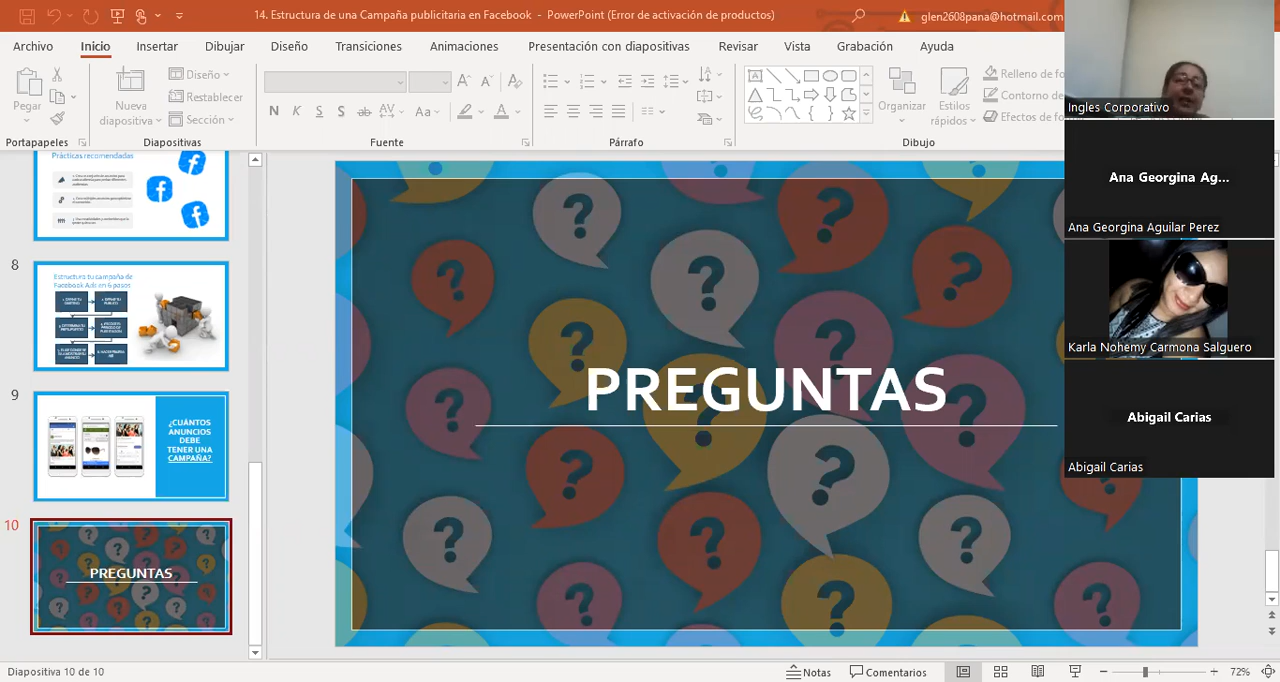 14. Estructura de una Campaña publicitaria en Facebook - PowerPoint (Error de activación de productos)
glen2608pana@hotmail.com
Archivo Inicio Insertar Dibujar Diseño Transiciones Animaciones Presentación con diapositivas Revisar Vista Grabación Ayuda
Pegar
Nueva
diapositiva
Diseño
Restablecer
Sección
N K S S ab AV Aa
Organizar
Estilos
rápidos
Relleno de fo
Contorno de
Efectos de fo
Portapapeles Diapositivas Fuente Párrafo Dibujo
Ingles Corporativo
Ana Georgina Ag...
Ana Georgina Aguilar Perez
Karla Nohemy Carmona Salguero
Abigail Carias
Abigail Carias
Prácticas recomendadas
8
Estructura tu campaña de
Facebook Ads en 6 pasos
9
¿CUÁNTOS
ANUNCIOS
DEBE
TENER UNA
CAMPAÑA?
10
PREGUNTAS
PREGUNTAS
Diapositiva 10 de 10
Notas
Comentarios
72%